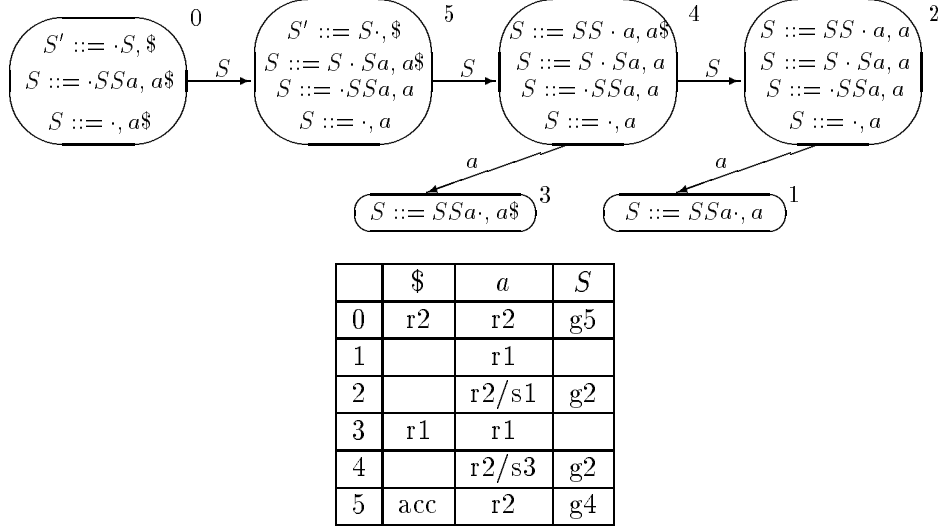 0
S' ::= ·S, $
S ::= ·SSa, a$
S ::= ·, a$
S
5
S' ::= S·, $
S ::= S · Sa, a$
S ::= ·SSa, a
S ::= ·, a
S
4
S ::= SS · a, a$
S ::= S · Sa, a
S ::= ·SSa, a
S ::= ·, a
S
2
S ::= SS · a, a
S ::= S · Sa, a
S ::= ·SSa, a
S ::= ·, a
a
a
S ::= SSa·, a$
3
S ::= SSa·, a
1
$ a S
0 r2 r2 g5
1 r1
2 r2/s1 g2
3 r1 r1
4 r2/s3 g2
5 acc r2 g4